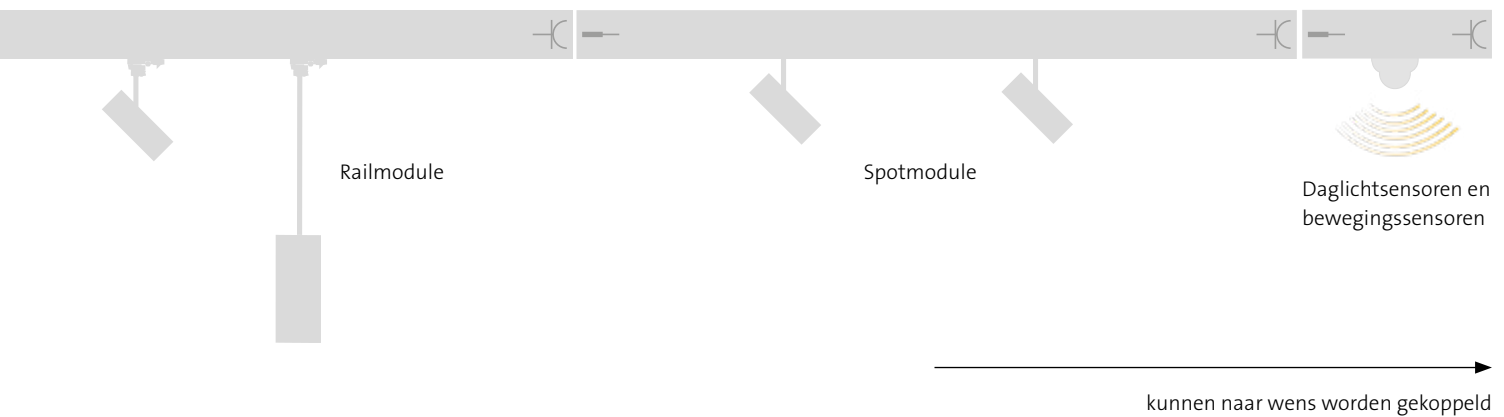 Railmodule
Spotmodule
Daglichtsensoren en
bewegingssensoren
kunnen naar wens worden gekoppeld